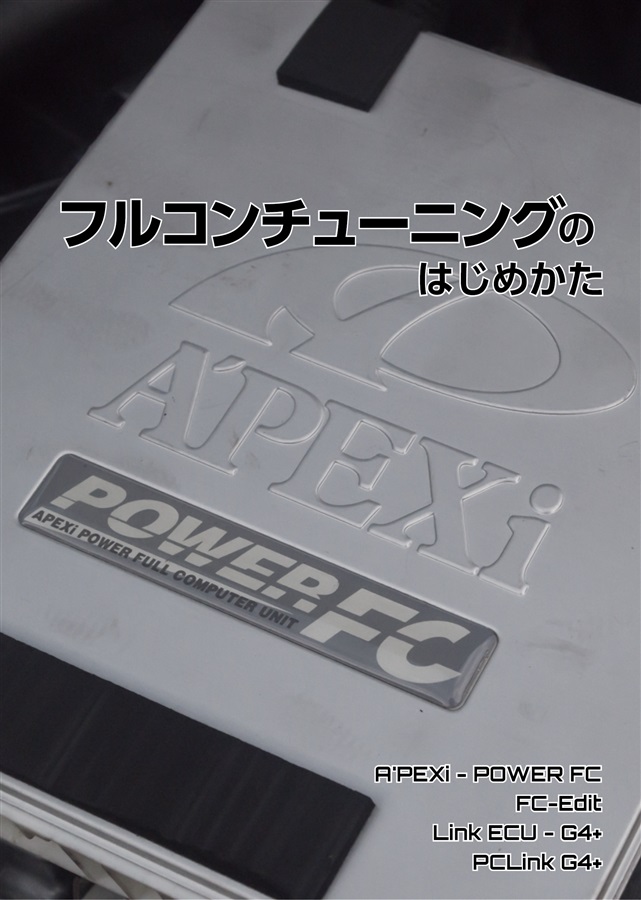 フルコンチューニングの
はじめかた
A'PEXi
POWER FC
APEXi POWER FULL COMPUTER UNIT
A'PEXi - POWER FC
FC-Edit
Link ECU - G4+
PCLink G4+